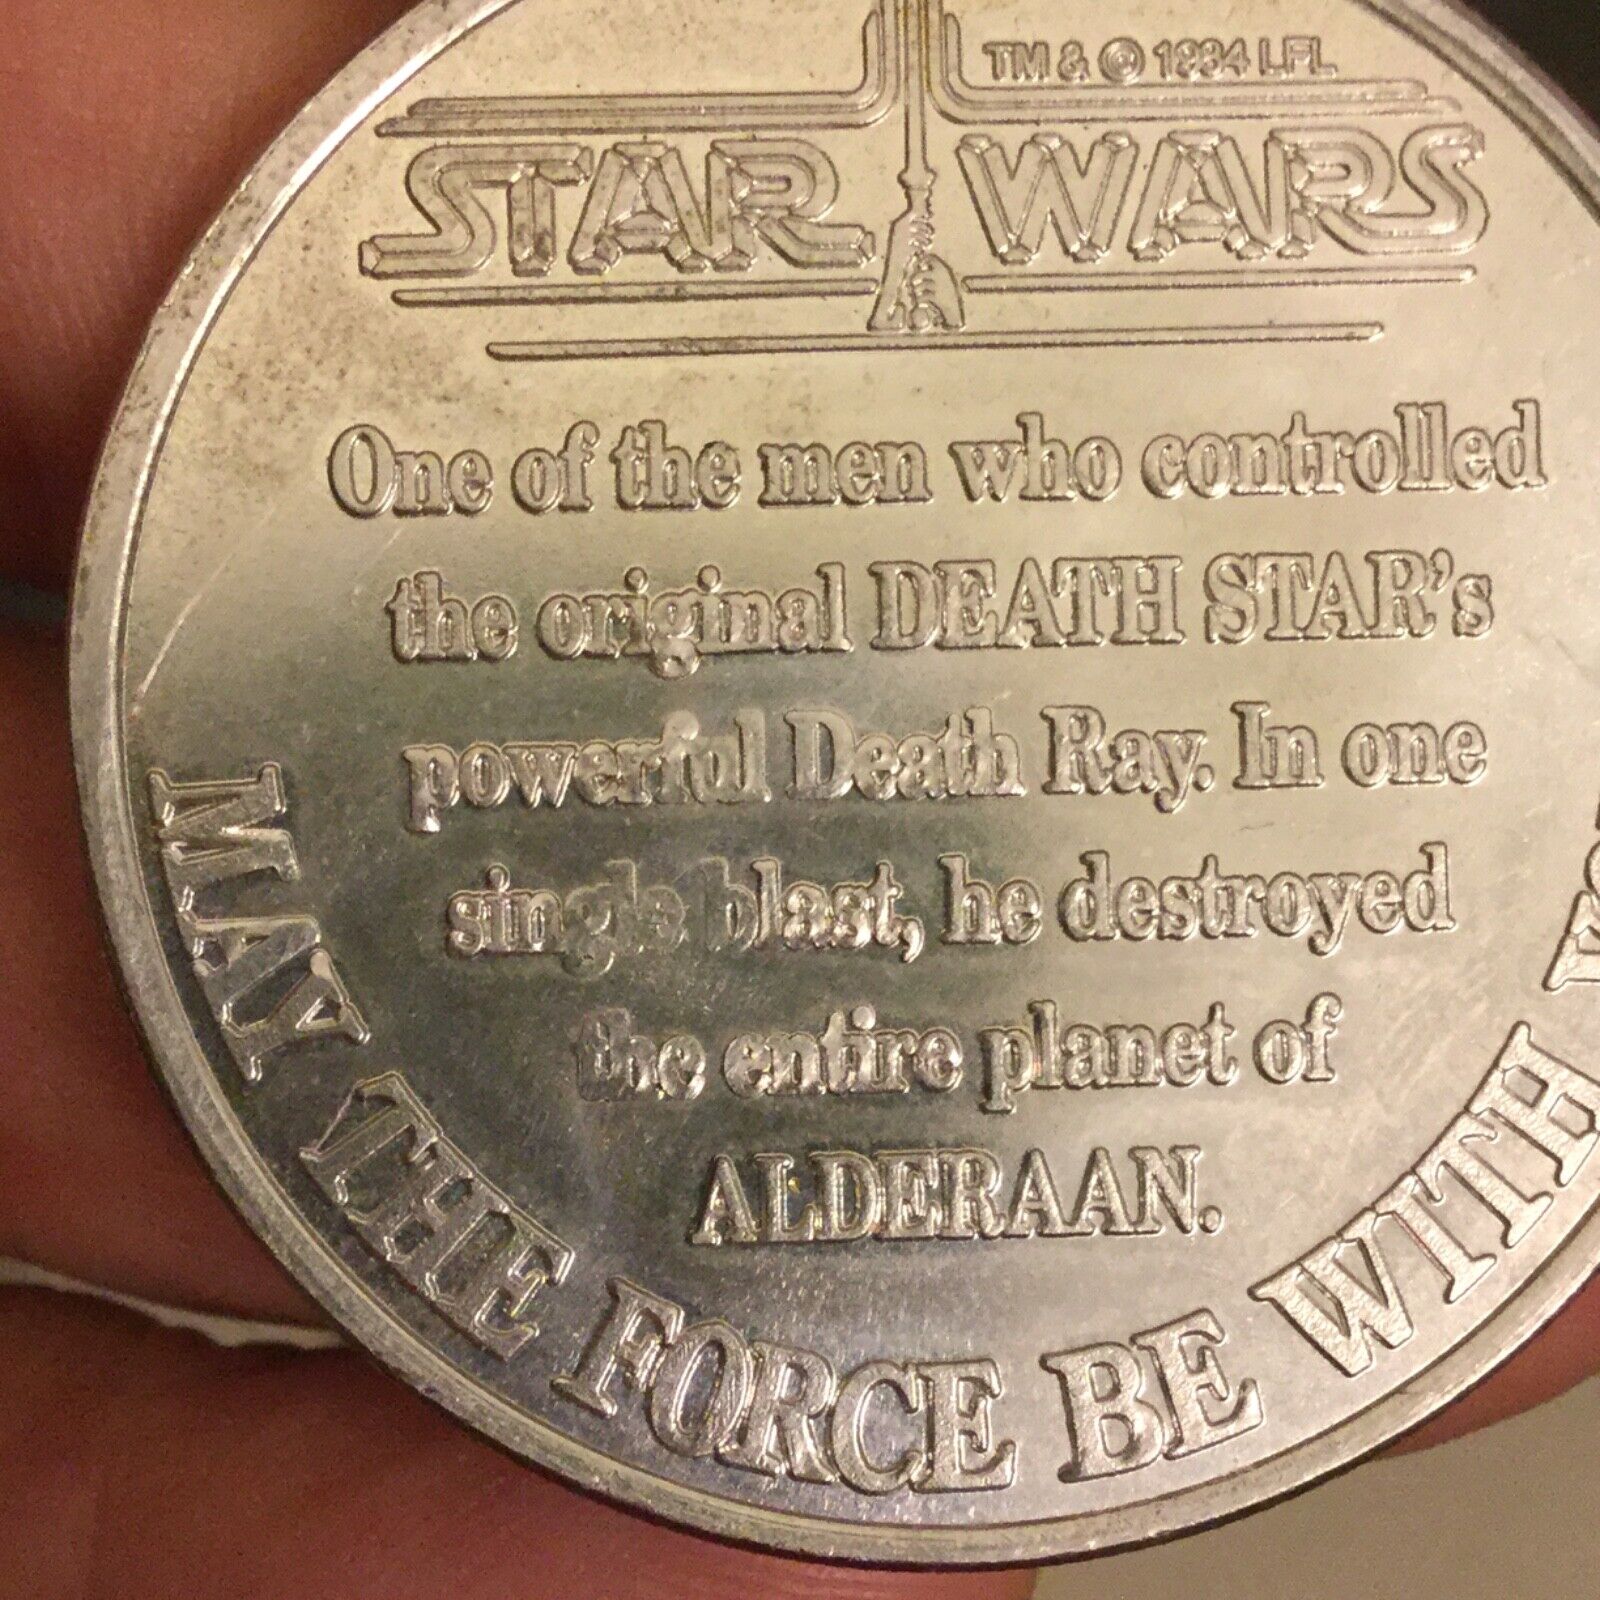 TM & © 1984 LFL
STAR WARS
One of the men who controlled
the original DEATH STAR's
powerful Death Ray. In one
single blast, he destroyed
the entire planet of
ALDERAAN.
MAY THE FORCE BE WITH